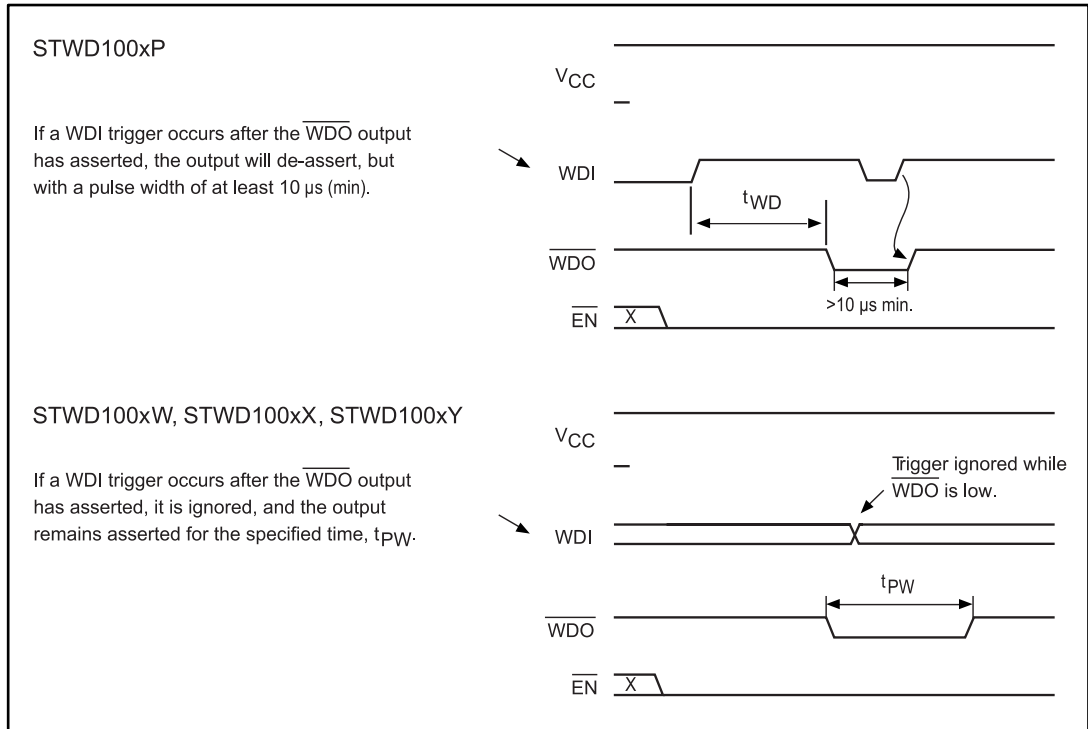 STWD100xP
If a WDI trigger occurs after the WDO output
has asserted, the output will de-assert, but
with a pulse width of at least 10 µs (min).
VCC
WDI
tWD
WDO
>10 µs min.
EN
X
STWD100xW, STWD100xX, STWD100xY
If a WDI trigger occurs after the WDO output
has asserted, it is ignored, and the output
remains asserted for the specified time, tPW.
VCC
Trigger ignored while
WDO is low.
WDI
tPW
WDO
EN
X